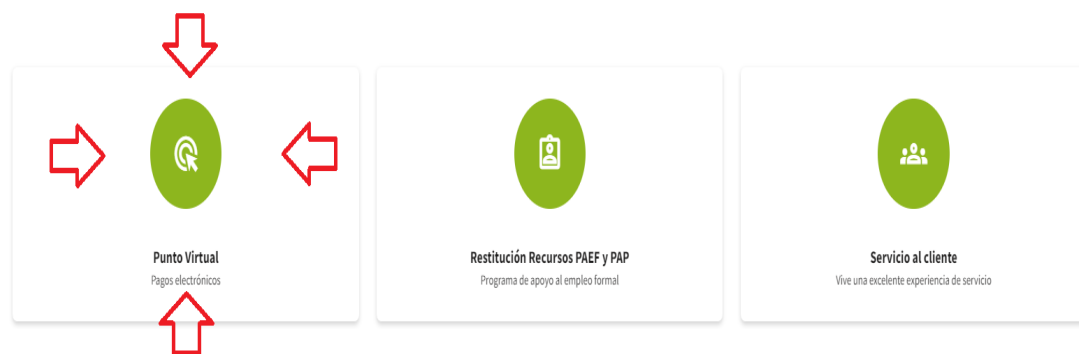 Punto Virtual
Pagos electrónicos
Restitución Recursos PAEF y PAP
Programa de apoyo al empleo formal
Servicio al cliente
Vive una excelente experiencia de servicio